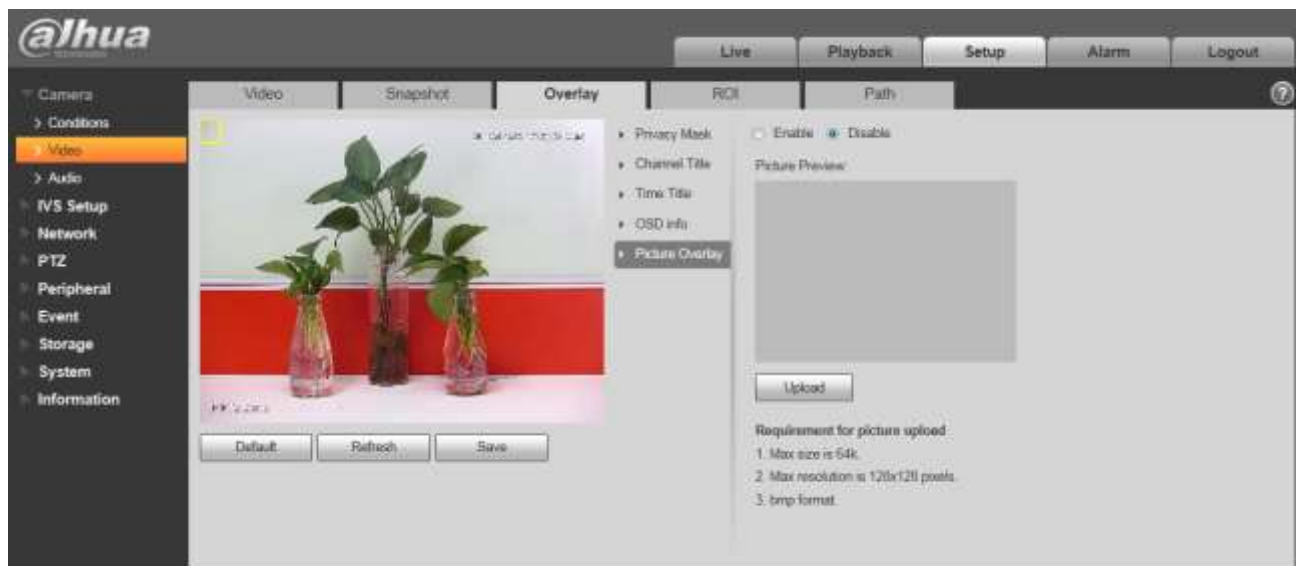 alhua
Live Playback Setup Alarm Logout
Camera
Conditions
Video
Audio
IVS Setup
Network
PTZ
Peripheral
Event
Storage
System
Information
Video Snapshot Overlay ROI Path
Default Refresh Save
Privacy Mask
Channel Title
Time Title
OSD info
Picture Overlay
Enable Disable
Picture Preview
Upload
Requirement for picture upload
1. Max size is 64k.
2. Max resolution is 128x128 pixels.
3. bmp format.